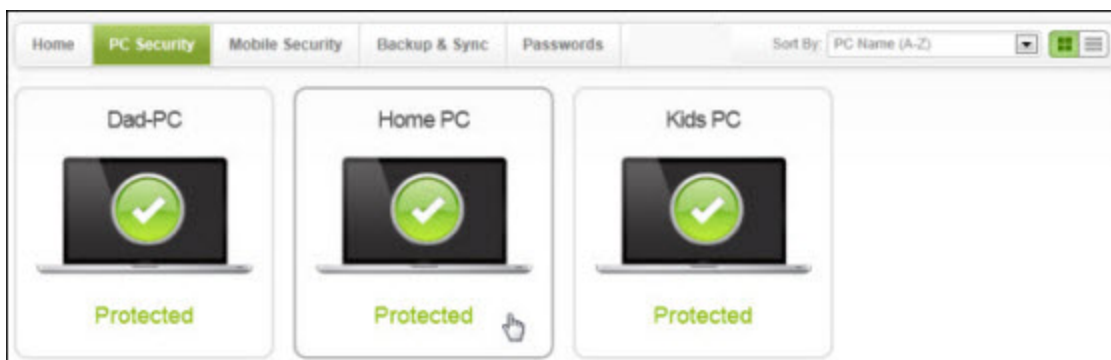 Home PC Security Mobile Security Backup & Sync Passwords Sort By: PC Name (A-Z)
Dad-PC Home PC Kids PC
Protected Protected Protected